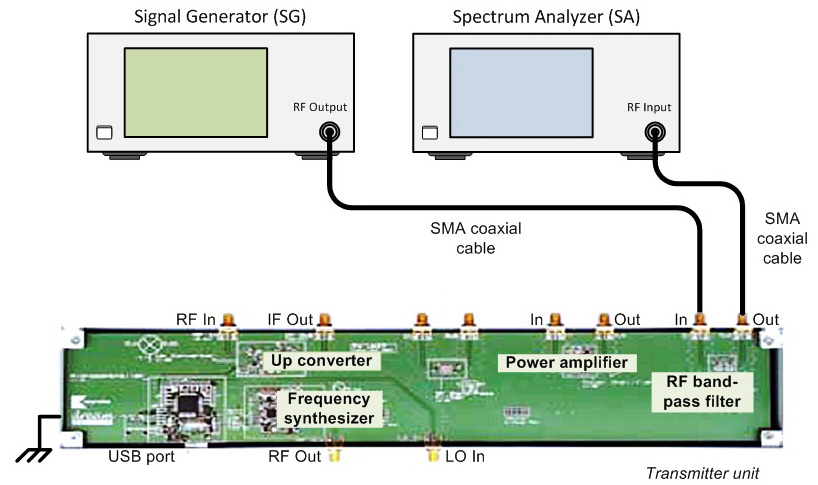 Signal Generator (SG)
Spectrum Analyzer (SA)
RF Output
RF Input
SMA coaxial
cable
SMA
coaxial
cable
RF In
IF Out
In
Out
In
Out
Up converter
Power amplifier
RF band-
pass filter
Frequency
synthesizer
USB port
RF Out
LO In
Transmitter unit